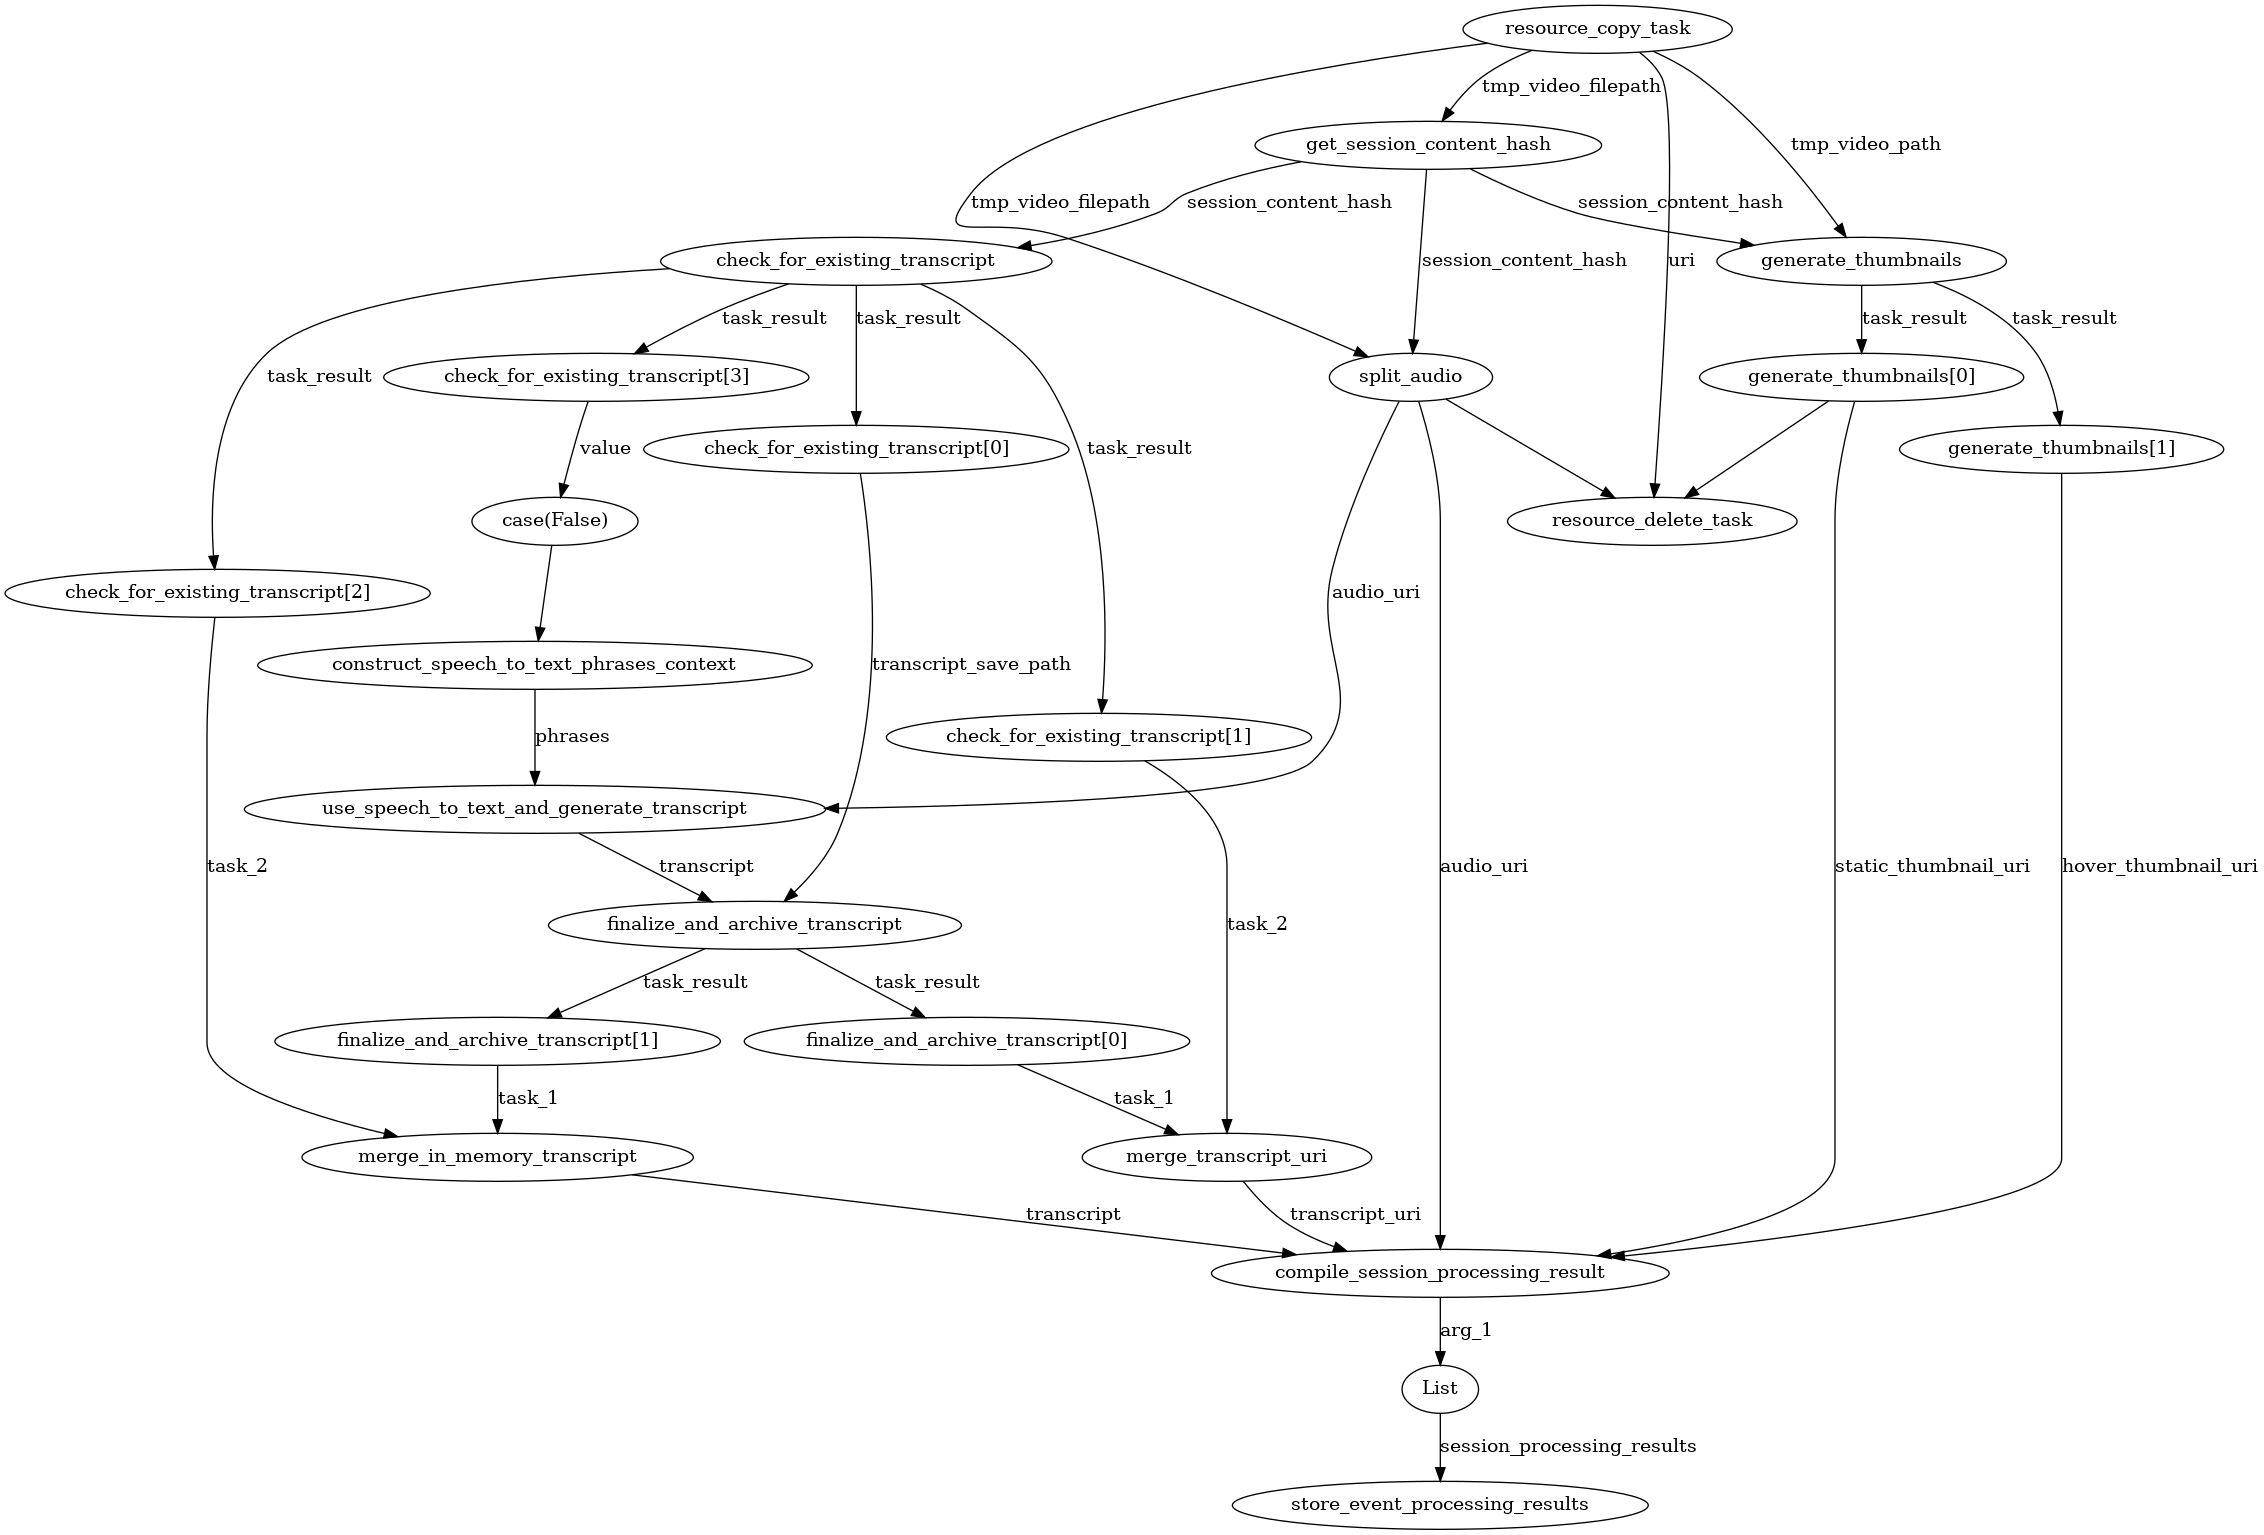 resource_copy_task
tmp_video_filepath
tmp_video_path
get_session_content_hash
tmp_video_filepath
session_content_hash
session_content_hash
check_for_existing_transcript
session_content_hash
uri
generate_thumbnails
task_result
task_result
task_result
task_result
task_result
check_for_existing_transcript[3]
split_audio
generate_thumbnails[0]
task_result
value
check_for_existing_transcript[0]
task_result
generate_thumbnails[1]
case(False)
resource_delete_task
check_for_existing_transcript[2]
audio_uri
construct_speech_to_text_phrases_context
transcript_save_path
phrases
check_for_existing_transcript[1]
use_speech_to_text_and_generate_transcript
task_2
transcript
audio_uri
static_thumbnail_uri
hover_thumbnail_uri
finalize_and_archive_transcript
task_2
task_result
task_result
finalize_and_archive_transcript[1]
finalize_and_archive_transcript[0]
task_1
task_1
merge_in_memory_transcript
merge_transcript_uri
transcript
transcript_uri
compile_session_processing_result
arg_1
List
session_processing_results
store_event_processing_results